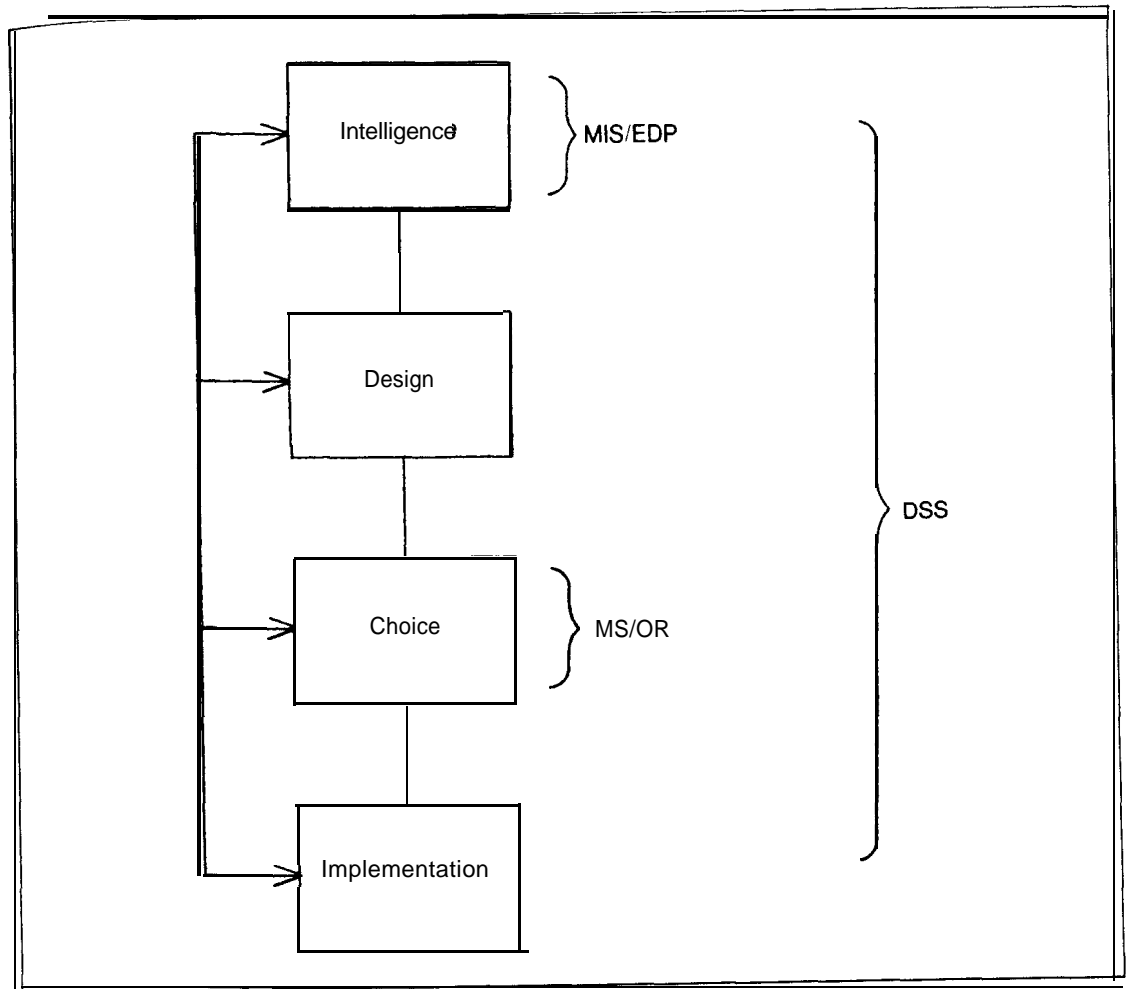 Intelligence
MIS/EDP
Design
DSS
Choice
MS/OR
Implementation